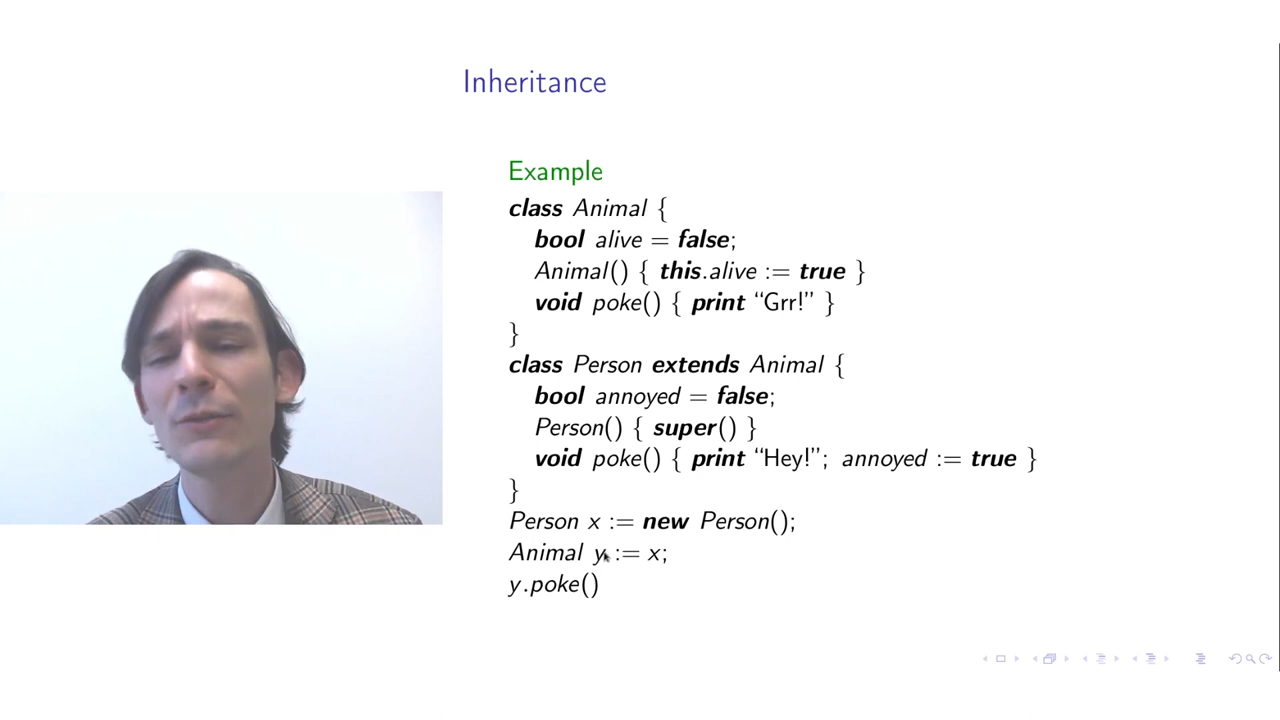 Inheritance
Example
class Animal {
bool alive = false;
Animal() { this.alive := true }
void poke() { print “Grr!” }
}
class Person extends Animal {
bool annoyed = false;
Person() { super() }
void poke() { print “Hey!”; annoyed := true }
}
Person x := new Person();
Animal y := x;
y.poke()